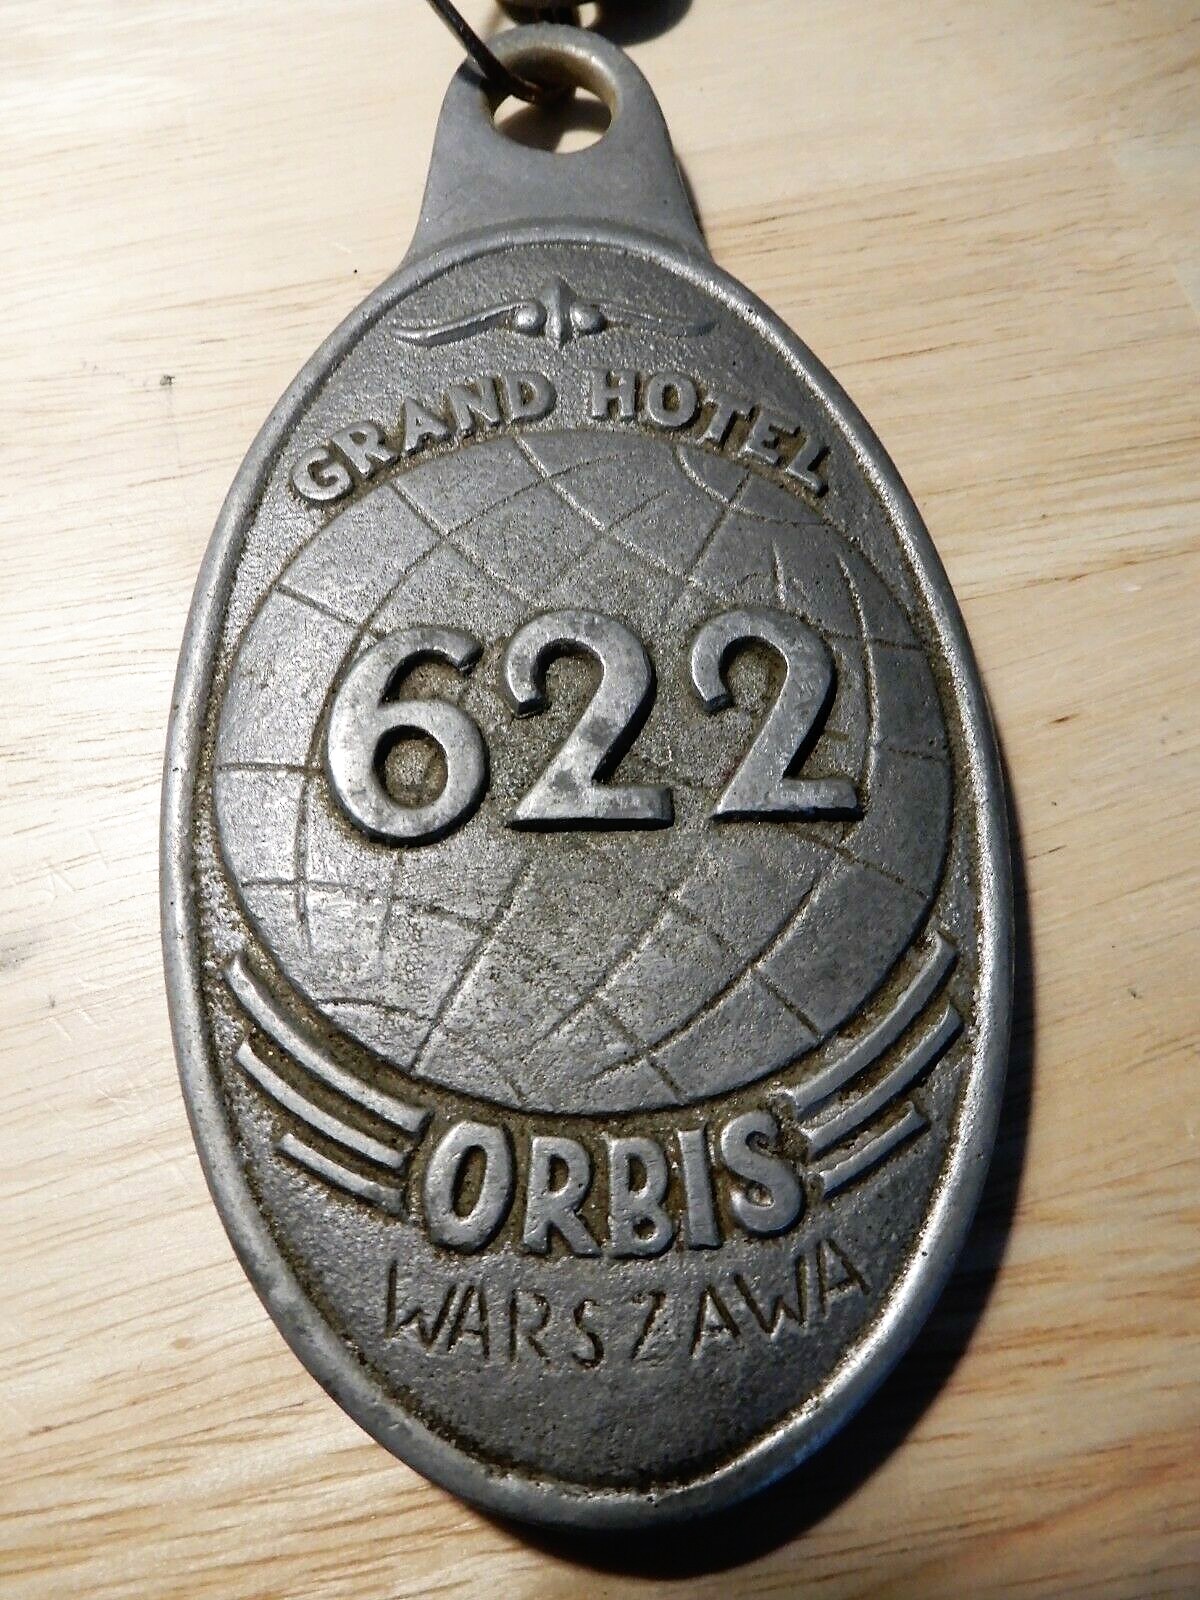 GRAND HOTEL
622
ORBIS
WARSZAWA